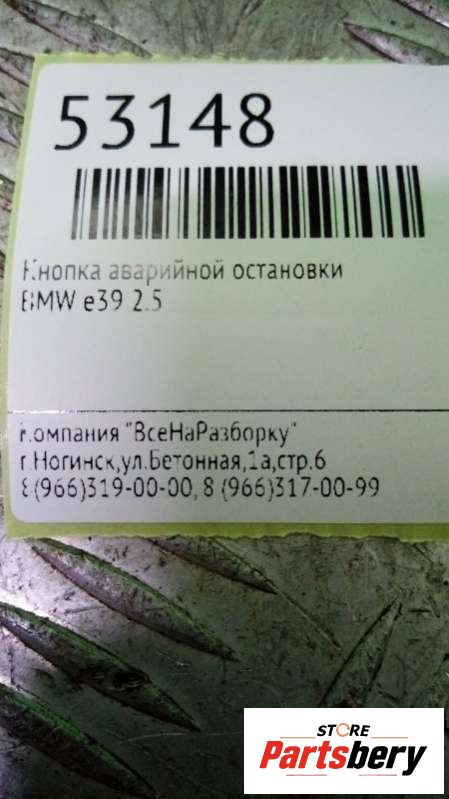 53148
Кнопка аварийной остановки
BMW e39 2.5
Компания "ВсеНаРазборку"
г.Ногинск,ул.Бетонная,1а,стр.6
8(966)319-00-00, 8 (966)317-00-99
STORE
Partsbery